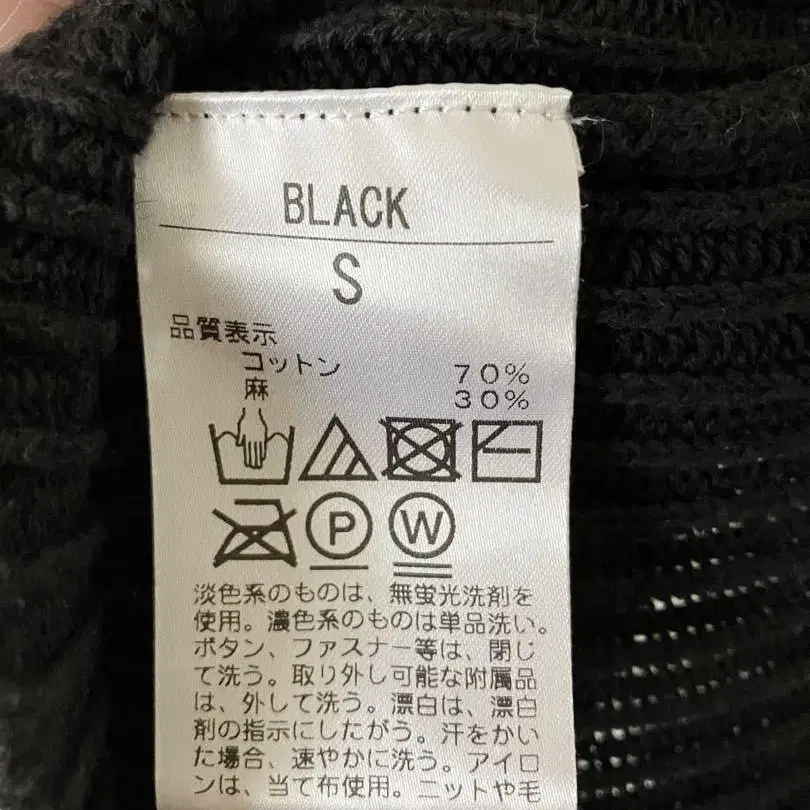 BLACK
S
品質表示
コットン 70%
麻 30%
P W
淡色系のものは、無蛍光洗剤を
使用。濃色系のものは単品洗い。
ボタン、ファスナー等は、閉じ
て洗う。取り外し可能な附属品
は、外して洗う。漂白は、漂白
剤の指示にしたがう。汗をかい
た場合、速やかに洗う。アイロ
ンは、当て布使用。ニットや毛